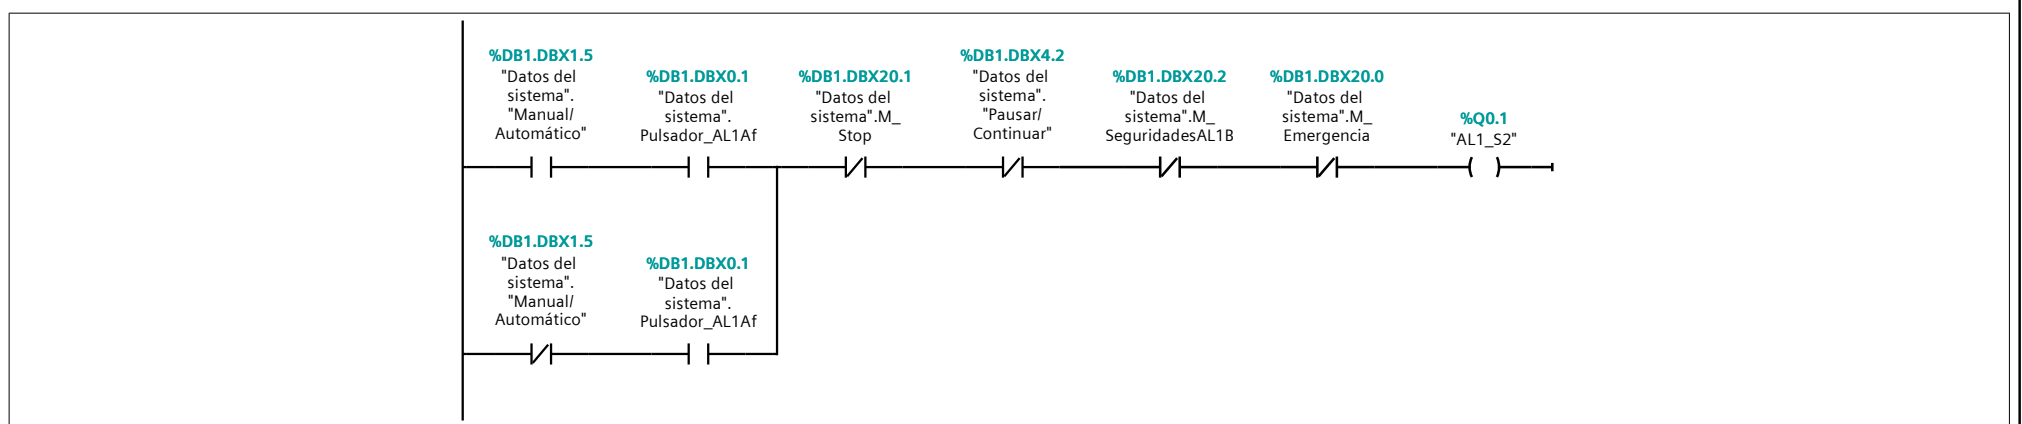 %DB1.DBX1.5
"Datos del
sistema".
"Manual/
Automático"
%DB1.DBX0.1
"Datos del
sistema".
Pulsador_AL1Af
%DB1.DBX20.1
"Datos del
sistema".M_
Stop
%DB1.DBX4.2
"Datos del
sistema".
"Pausar/
Continuar"
%DB1.DBX20.2
"Datos del
sistema".M_
SeguridadesAL1B
%DB1.DBX20.0
"Datos del
sistema".M_
Emergencia
%Q0.1
"AL1_S2"
%DB1.DBX1.5
"Datos del
sistema".
"Manual/
Automático"
%DB1.DBX0.1
"Datos del
sistema".
Pulsador_AL1Af